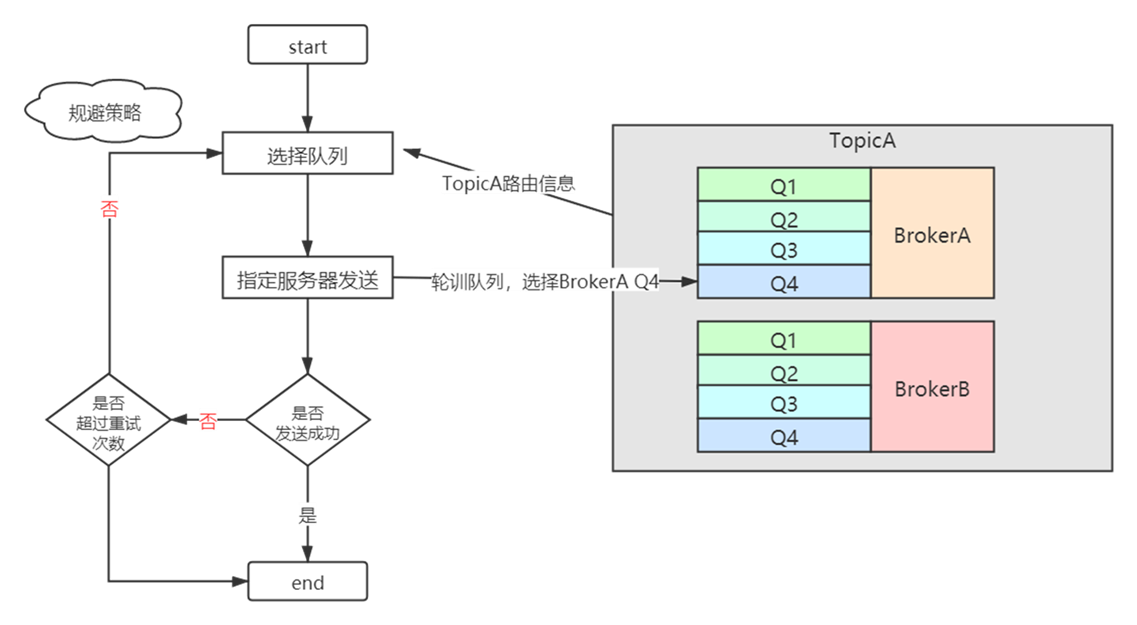 start
规避策略
选择队列
TopicA路由信息
否
指定服务器发送
轮训队列，选择BrokerA Q4
是否
超过重试
次数
否
是否
发送成功
是
end
TopicA
Q1
Q2
Q3
Q4
BrokerA
Q1
Q2
Q3
Q4
BrokerB